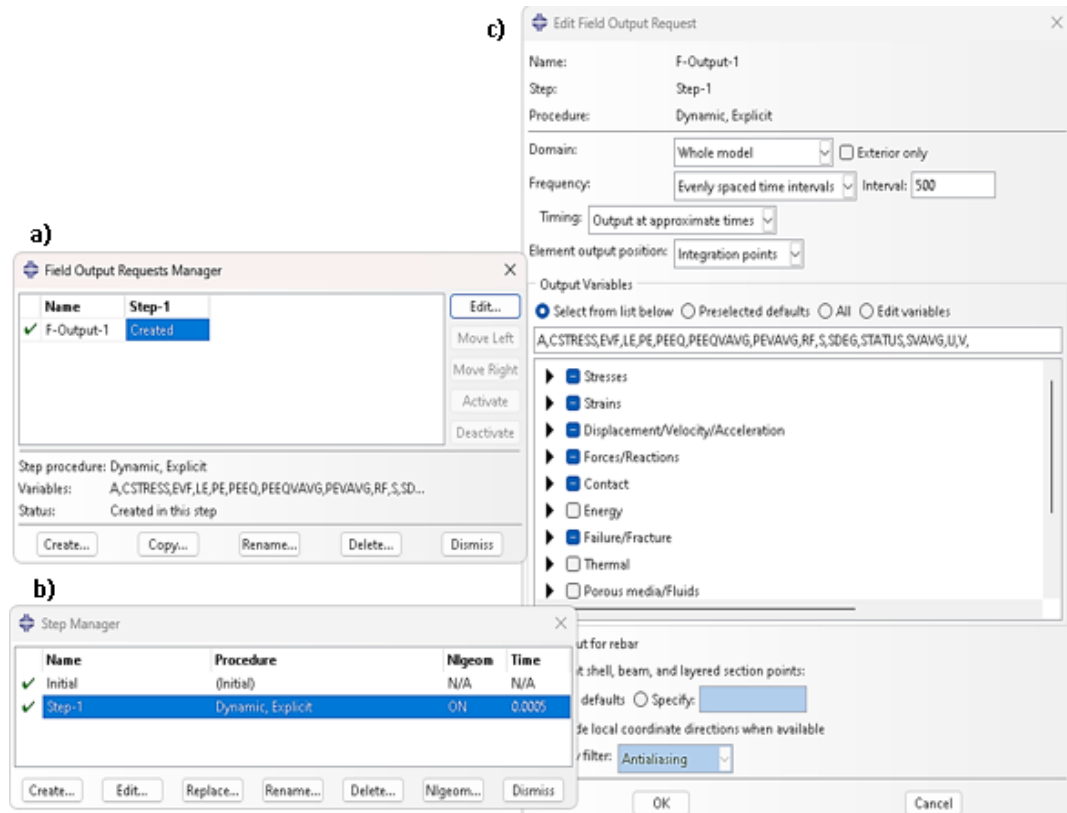 a)
Field Output Requests Manager
Name Step-1
F-Output-1 Created
Edit...
Move Left
Move Right
Activate
Deactivate
Step procedure: Dynamic, Explicit
Variables: A,CSTRESS,EVF,LE,PE,PEEQ,PEEQVAVG,PEVAVG,RF,S,SD...
Status: Created in this step
Create... Copy... Rename... Delete... Dismiss
b)
Step Manager
Name Procedure Nlgeom Time
Initial (Initial) N/A N/A
Step-1 Dynamic, Explicit ON 0.0005
Create... Edit... Replace... Rename... Delete... Nlgeom... Dismiss
c)
Edit Field Output Request
Name: F-Output-1
Step: Step-1
Procedure: Dynamic, Explicit
Domain: Whole model Exterior only
Frequency: Evenly spaced time intervals Interval: 500
Timing: Output at approximate times
Element output position: Integration points
Output Variables
Select from list below Preselected defaults All Edit variables
A,CSTRESS,EVF,LE,PE,PEEQ,PEEQVAVG,PEVAVG,RF,S,SDEG,STATUS,SVAVG,U,V,
Stresses
Strains
Displacement/Velocity/Acceleration
Forces/Reactions
Contact
Energy
Failure/Fracture
Thermal
Porous media/Fluids
ut for rebar
t shell, beam, and layered section points:
defaults Specify:
de local coordinate directions when available
y filter: Antialiasing
OK Cancel